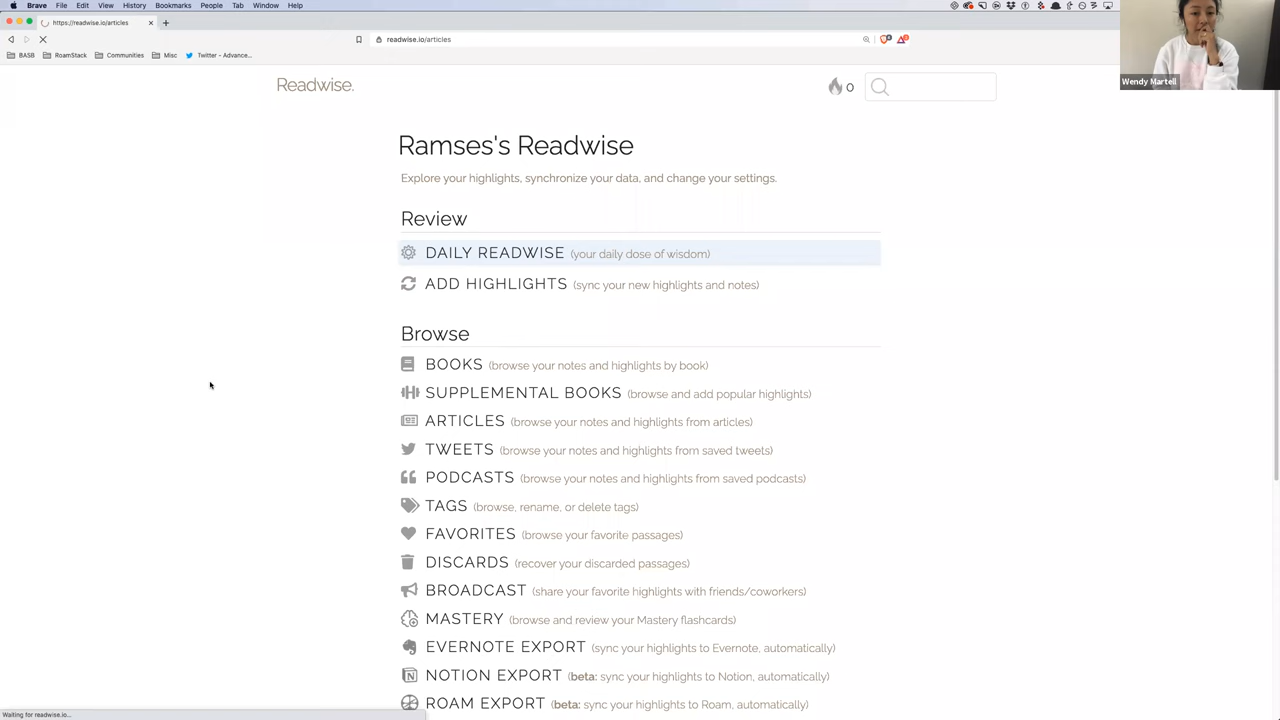 Brave File Edit View History Bookmarks People Tab Window Help
https://readwise.io/articles
readwise.io/articles
BASB RoamStack Communities Misc Twitter – Advance...
Wendy Martell
Readwise.
0
Ramses's Readwise
Explore your highlights, synchronize your data, and change your settings.
Review
DAILY READWISE (your daily dose of wisdom)
ADD HIGHLIGHTS (sync your new highlights and notes)
Browse
BOOKS (browse your notes and highlights by book)
SUPPLEMENTAL BOOKS (browse and add popular highlights)
ARTICLES (browse your notes and highlights from articles)
TWEETS (browse your notes and highlights from saved tweets)
PODCASTS (browse your notes and highlights from saved podcasts)
TAGS (browse, rename, or delete tags)
FAVORITES (browse your favorite passages)
DISCARDS (recover your discarded passages)
BROADCAST (share your favorite highlights with friends/coworkers)
MASTERY (browse and review your Mastery flashcards)
EVERNOTE EXPORT (sync your highlights to Evernote, automatically)
NOTION EXPORT (beta: sync your highlights to Notion, automatically)
ROAM EXPORT (beta: sync your highlights to Roam, automatically)
Waiting for readwise.io...